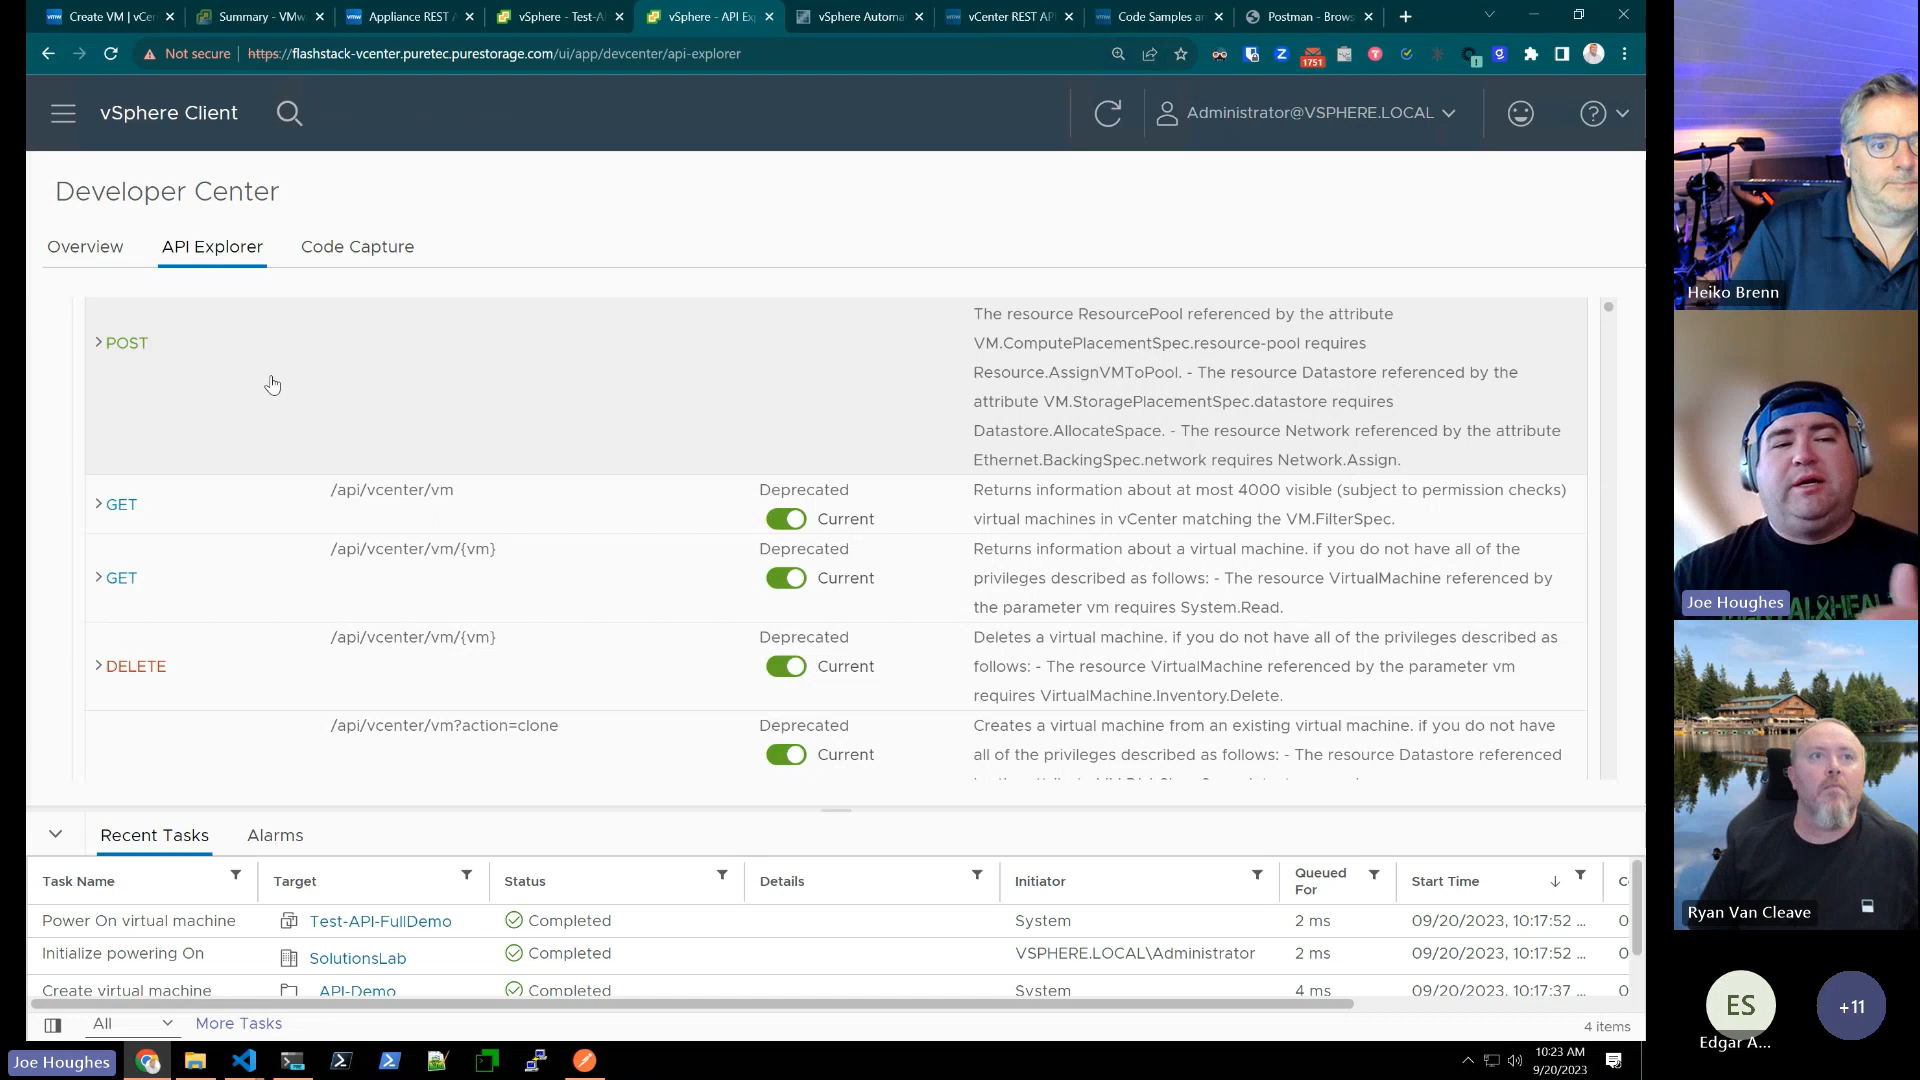 Create VM | vCe
Summary - VMw
Appliance REST A
vSphere - Test-A
vSphere - API Ex
vSphere Automat
vCenter REST AP
Code Samples an
Postman - Brows
Not secure
https://flashstack-vcenter.puretec.purestorage.com/ui/app/devcenter/api-explorer
1751
1
vSphere Client
Administrator@VSPHERE.LOCAL
Developer Center
Overview
API Explorer
Code Capture
POST
The resource ResourcePool referenced by the attribute
VM.ComputePlacementSpec.resource-pool requires
Resource.AssignVMToPool. - The resource Datastore referenced by the
attribute VM.StoragePlacementSpec.datastore requires
Datastore.AllocateSpace. - The resource Network referenced by the attribute
Ethernet.BackingSpec.network requires Network.Assign.
GET
/api/vcenter/vm
Deprecated
Current
Returns information about at most 4000 visible (subject to permission checks)
virtual machines in vCenter matching the VM.FilterSpec.
GET
/api/vcenter/vm/{vm}
Deprecated
Current
Returns information about a virtual machine. if you do not have all of the
privileges described as follows: - The resource VirtualMachine referenced by
the parameter vm requires System.Read.
DELETE
/api/vcenter/vm/{vm}
Deprecated
Current
Deletes a virtual machine. if you do not have all of the privileges described as
follows: - The resource VirtualMachine referenced by the parameter vm
requires VirtualMachine.Inventory.Delete.
/api/vcenter/vm?action=clone
Deprecated
Current
Creates a virtual machine from an existing virtual machine. if you do not have
all of the privileges described as follows: - The resource Datastore referenced
Recent Tasks
Alarms
Task Name
Target
Status
Details
Initiator
Queued
For
Start Time
Power On virtual machine
Test-API-FullDemo
Completed
System
2 ms
09/20/2023, 10:17:52 ...
Initialize powering On
SolutionsLab
Completed
VSPHERE.LOCAL\Administrator
2 ms
09/20/2023, 10:17:52 ...
Create virtual machine
API-Demo
Completed
System
4 ms
09/20/2023, 10:17:37 ...
All
More Tasks
4 items
Joe Houghes
10:23 AM
9/20/2023
Heiko Brenn
Joe Houghes
Ryan Van Cleave
ES
Edgar A...
+11